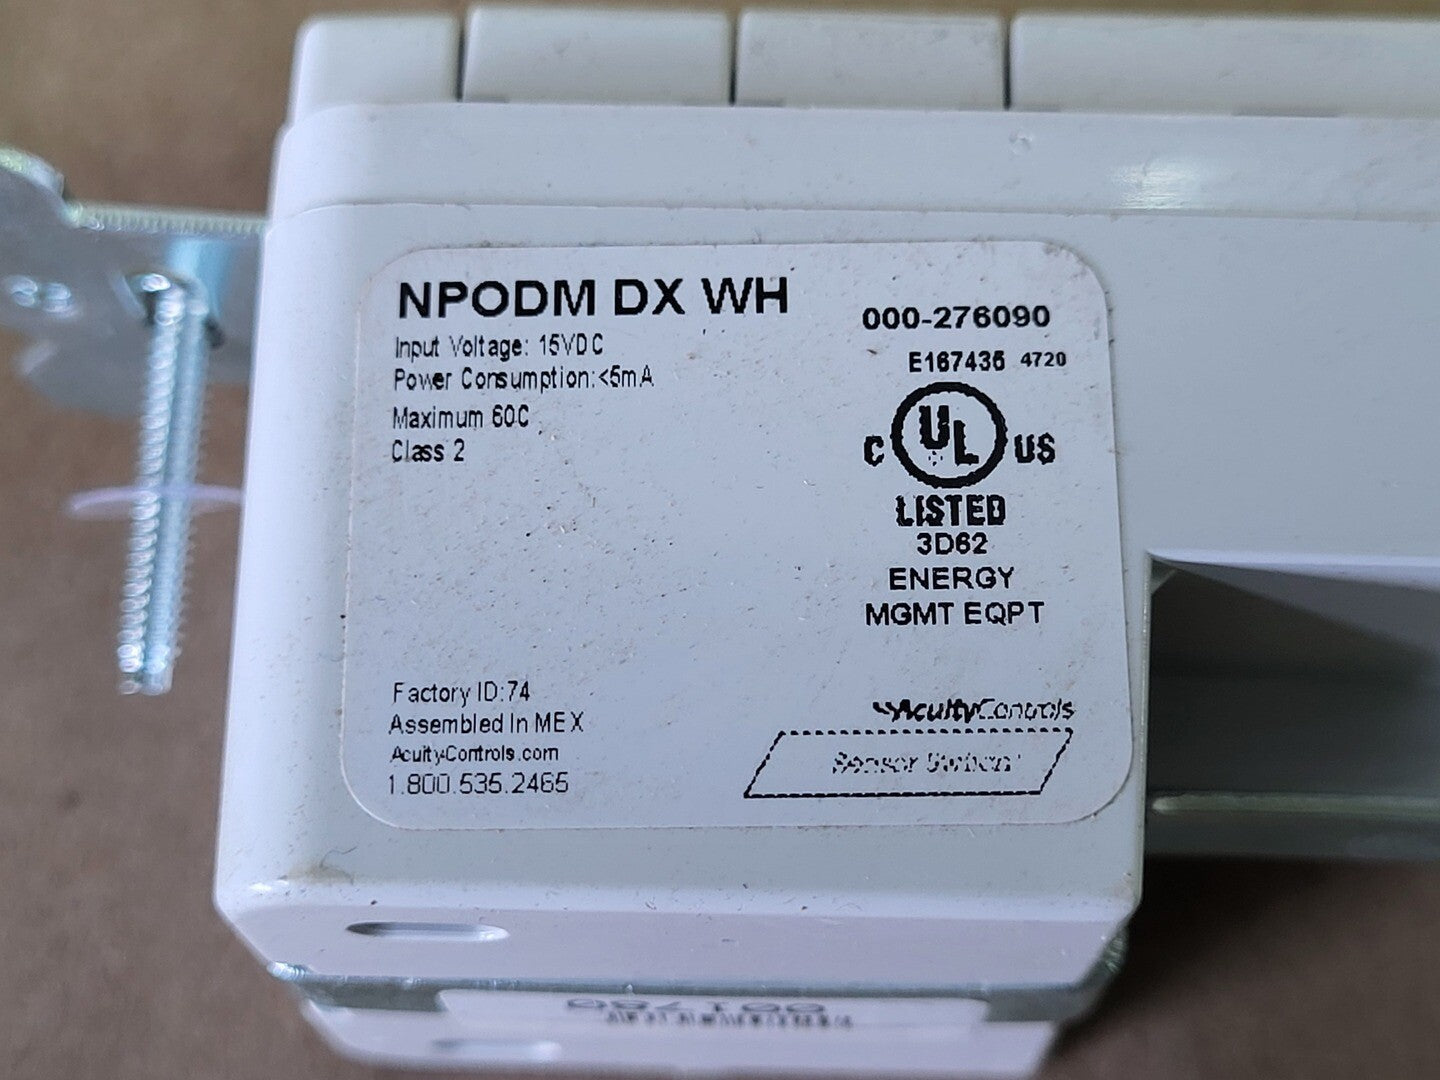 NPODM DX WH
000-276090
Input Voltage: 15VDC
Power Consumption:<5mA
E167435 4720
Maximum 60C
Class 2
C UL US
LISTED
3D62
ENERGY
MGMT EQPT
Factory ID:74
Assembled In MEX
AcuityControls.com
1.800.535.2465
AcuityControls
Sensor Switch